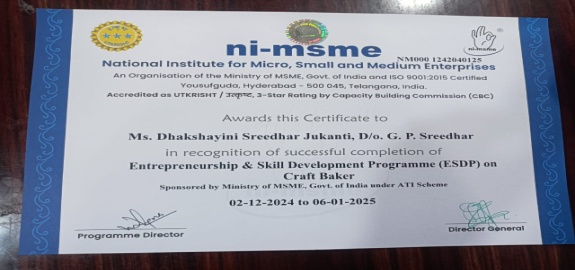 ni-msme
ni-msme
NM000 1242040125
National Institute for Micro, Small and Medium Enterprises
An Organisation of the Ministry of MSME, Govt. of India and ISO 9001:2015 Certified
Yousufguda, Hyderabad - 500 045, Telangana, India.
Accredited as UTKRISHT / उत्कृष्ट, 3-Star Rating by Capacity Building Commission (CBC)
Awards this Certificate to
Ms. Dhakshayini Sreedhar Jukanti, D/o. G. P. Sreedhar
in recognition of successful completion of
Entrepreneurship & Skill Development Programme (ESDP) on
Craft Baker
Sponsored by Ministry of MSME, Govt. of India under ATI Scheme
02-12-2024 to 06-01-2025
Programme Director
Director General